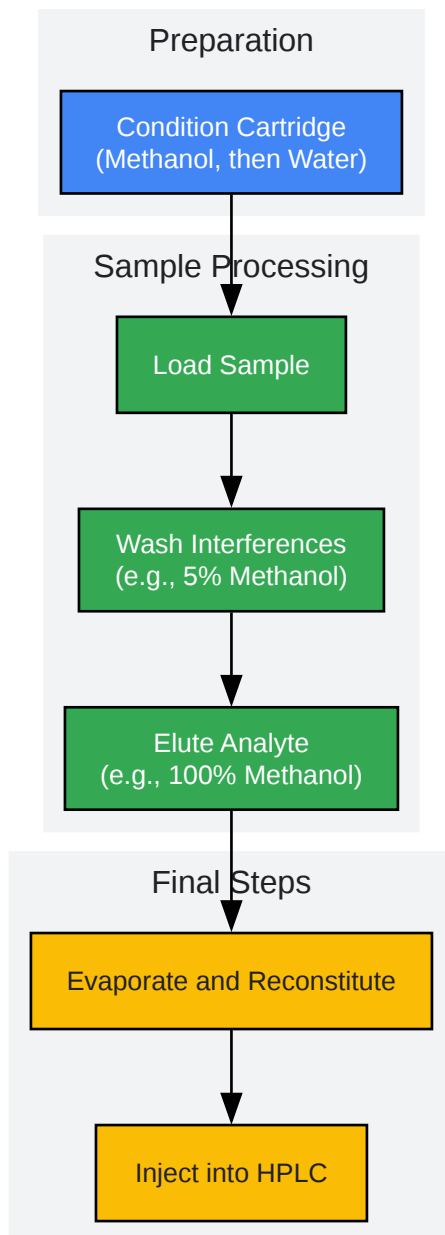 Preparation
Condition Cartridge
(Methanol, then Water)
Sample Processing
Load Sample
Wash Interferences
(e.g., 5% Methanol)
Elute Analyte
(e.g., 100% Methanol)
Final Steps
Evaporate and Reconstitute
Inject into HPLC